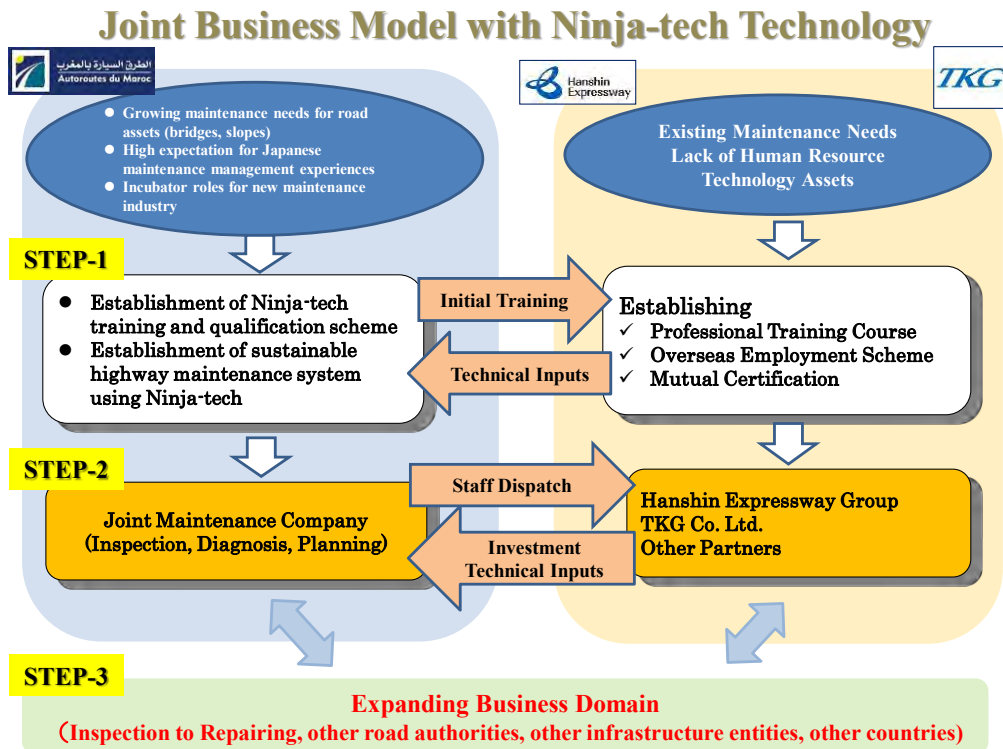 Joint Business Model with Ninja-tech Technology
الطرق السيارة بالمغرب
Autoroutes du Maroc
Hanshin
Expressway
TKG
● Growing maintenance needs for road
assets (bridges, slopes)
● High expectation for Japanese
maintenance management experiences
● Incubator roles for new maintenance
industry
Existing Maintenance Needs
Lack of Human Resource
Technology Assets
STEP-1
● Establishment of Ninja-tech
training and qualification scheme
● Establishment of sustainable
highway maintenance system
using Ninja-tech
Initial Training
Technical Inputs
Establishing
✓ Professional Training Course
✓ Overseas Employment Scheme
✓ Mutual Certification
STEP-2
Joint Maintenance Company
(Inspection, Diagnosis, Planning)
Staff Dispatch
Investment
Technical Inputs
Hanshin Expressway Group
TKG Co. Ltd.
Other Partners
STEP-3
Expanding Business Domain
（Inspection to Repairing, other road authorities, other infrastructure entities, other countries)